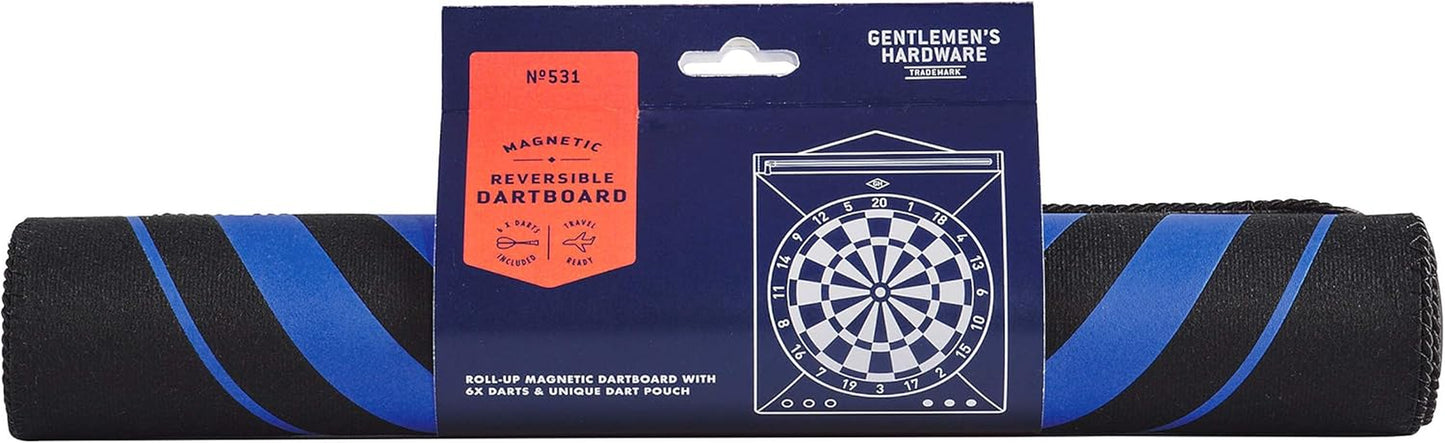 Nº531
MAGNETIC
REVERSIBLE
DARTBOARD
6 X DARTS
INCLUDED
TRAVEL
READY
GENTLEMEN'S
HARDWARE
TRADEMARK
GH
20 1 18 4 13 9 10 15 2 17 3 19 7 16 8 11 14 9 12 5
ROLL-UP MAGNETIC DARTBOARD WITH
6X DARTS & UNIQUE DART POUCH